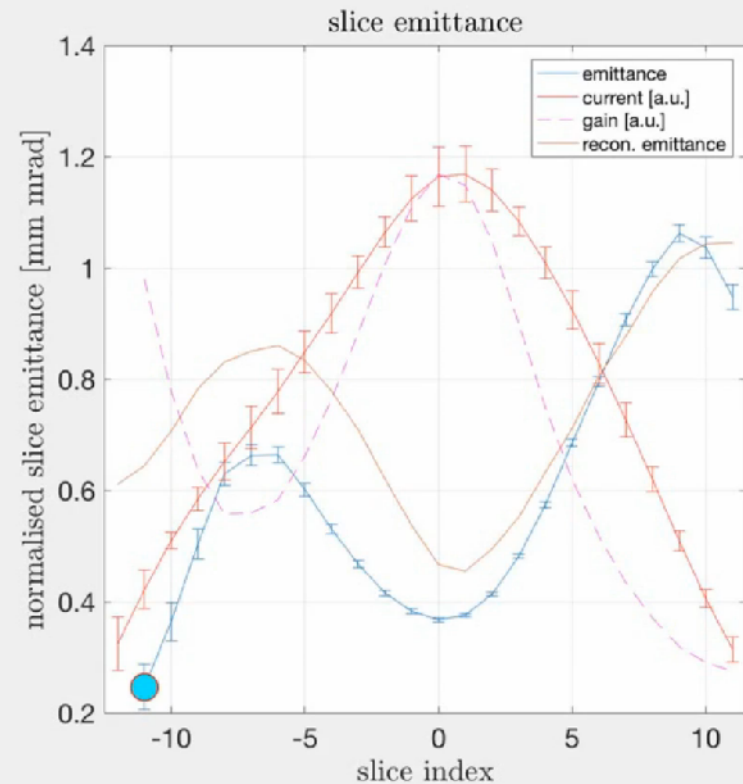 slice emittance
1.4
1.2
1
0.8
0.6
0.4
0.2
normalised slice emittance [mm mrad]
emittance
current [a.u.]
gain [a.u.]
recon. emittance
-10
-5
0
5
10
slice index